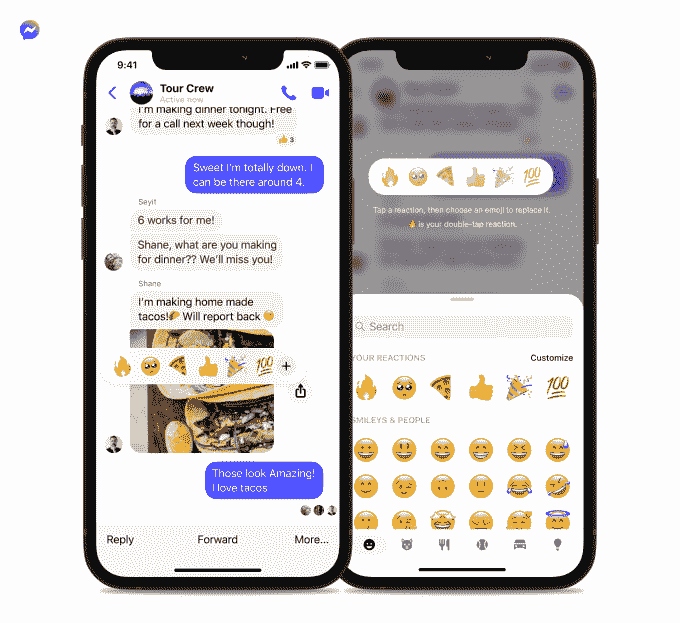 9:41
Tour Crew
Active now
I'm making dinner tonight. Free
for a call next week though!
👍 3
Sweet I'm totally down. I
can be there around 4.
Seyit
6 works for me!
Shane, what are you making
for dinner?? We'll miss you!
Shane
I'm making home made
tacos!🌮 Will report back
Those look Amazing!
I love tacos
Reply Forward More...
Tap a reaction, then choose an emoji to replace it.
is your double-tap reaction.
Search
YOUR REACTIONS Customize
SMILEYS & PEOPLE